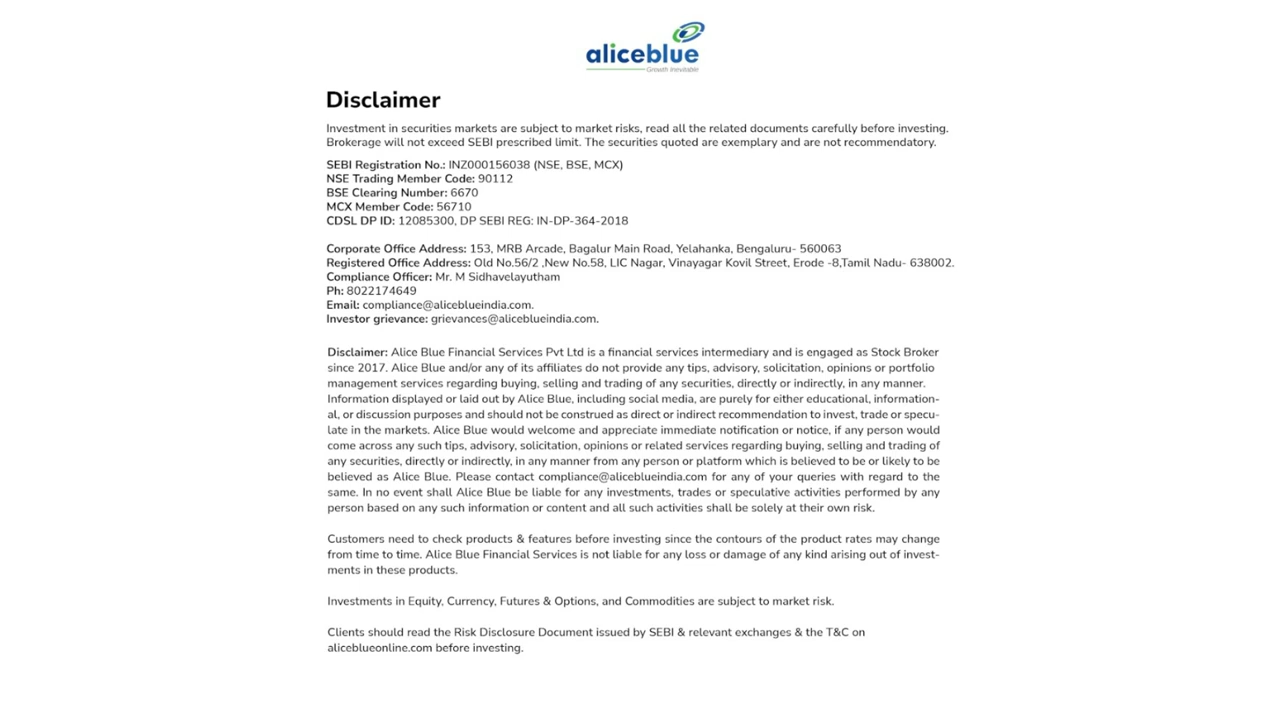 aliceblue
Growth Inevitable
Disclaimer
Investment in securities markets are subject to market risks, read all the related documents carefully before investing.
Brokerage will not exceed SEBI prescribed limit. The securities quoted are exemplary and are not recommendatory.
SEBI Registration No.: INZ000156038 (NSE, BSE, MCX)
NSE Trading Member Code: 90112
BSE Clearing Number: 6670
MCX Member Code: 56710
CDSL DP ID: 12085300, DP SEBI REG: IN-DP-364-2018
Corporate Office Address: 153, MRB Arcade, Bagalur Main Road, Yelahanka, Bengaluru- 560063
Registered Office Address: Old No.56/2 ,New No.58, LIC Nagar, Vinayagar Kovil Street, Erode -8,Tamil Nadu- 638002.
Compliance Officer: Mr. M Sidhavelayutham
Ph: 8022174649
Email: compliance@aliceblueindia.com.
Investor grievance: grievances@aliceblueindia.com.
Disclaimer: Alice Blue Financial Services Pvt Ltd is a financial services intermediary and is engaged as Stock Broker
since 2017. Alice Blue and/or any of its affiliates do not provide any tips, advisory, solicitation, opinions or portfolio
management services regarding buying, selling and trading of any securities, directly or indirectly, in any manner.
Information displayed or laid out by Alice Blue, including social media, are purely for either educational, information-
al, or discussion purposes and should not be construed as direct or indirect recommendation to invest, trade or specu-
late in the markets. Alice Blue would welcome and appreciate immediate notification or notice, if any person would
come across any such tips, advisory, solicitation, opinions or related services regarding buying, selling and trading of
any securities, directly or indirectly, in any manner from any person or platform which is believed to be or likely to be
believed as Alice Blue. Please contact compliance@aliceblueindia.com for any of your queries with regard to the
same. In no event shall Alice Blue be liable for any investments, trades or speculative activities performed by any
person based on any such information or content and all such activities shall be solely at their own risk.
Customers need to check products & features before investing since the contours of the product rates may change
from time to time. Alice Blue Financial Services is not liable for any loss or damage of any kind arising out of invest-
ments in these products.
Investments in Equity, Currency, Futures & Options, and Commodities are subject to market risk.
Clients should read the Risk Disclosure Document issued by SEBI & relevant exchanges & the T&C on
aliceblueonline.com before investing.